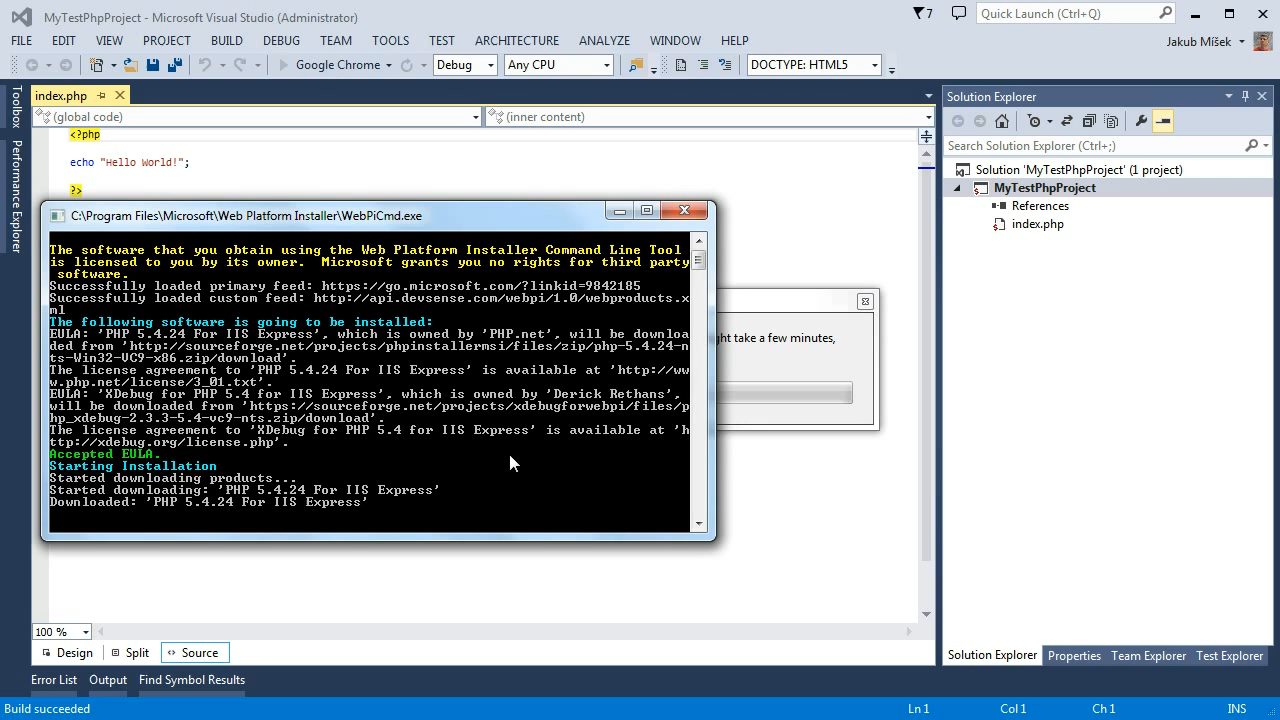 MyTestPhpProject - Microsoft Visual Studio (Administrator)
7
Quick Launch (Ctrl+Q)
FILE EDIT VIEW PROJECT BUILD DEBUG TEAM TOOLS TEST ARCHITECTURE ANALYZE WINDOW HELP
Jakub Míšek
Google Chrome Debug Any CPU DOCTYPE: HTML5
Toolbox
Performance Explorer
index.php
(global code) (inner content)
<?php
echo "Hello World!";
?>
C:\Program Files\Microsoft\Web Platform Installer\WebPiCmd.exe
The software that you obtain using the Web Platform Installer Command Line Tool
is licensed to you by its owner.  Microsoft grants you no rights for third party
 software.
Successfully loaded primary feed: https://go.microsoft.com/?linkid=9842185
Successfully loaded custom feed: http://api.devsense.com/webpi/1.0/webproducts.x
ml
The following software is going to be installed:
EULA: 'PHP 5.4.24 For IIS Express', which is owned by 'PHP.net', will be downloa
ded from 'http://sourceforge.net/projects/phpinstallermsi/files/zip/php-5.4.24-n
ts-Win32-VC9-x86.zip/download'.
The license agreement to 'PHP 5.4.24 For IIS Express' is available at 'http://ww
w.php.net/license/3_01.txt'.
EULA: 'XDebug for PHP 5.4 for IIS Express', which is owned by 'Derick Rethans',
will be downloaded from 'https://sourceforge.net/projects/xdebugforwebpi/files/p
hp_xdebug-2.3.3-5.4-vc9-nts.zip/download'.
The license agreement to 'XDebug for PHP 5.4 for IIS Express' is available at 'h
ttp://xdebug.org/license.php'.
Accepted EULA.
Starting Installation
Started downloading products...
Started downloading: 'PHP 5.4.24 For IIS Express'
Downloaded: 'PHP 5.4.24 For IIS Express'
ght take a few minutes,
100 %
Design Split Source
Error List Output Find Symbol Results
Solution Explorer
Search Solution Explorer (Ctrl+;)
Solution 'MyTestPhpProject' (1 project)
MyTestPhpProject
References
index.php
Solution Explorer Properties Team Explorer Test Explorer
Build succeeded Ln 1 Col 1 Ch 1 INS